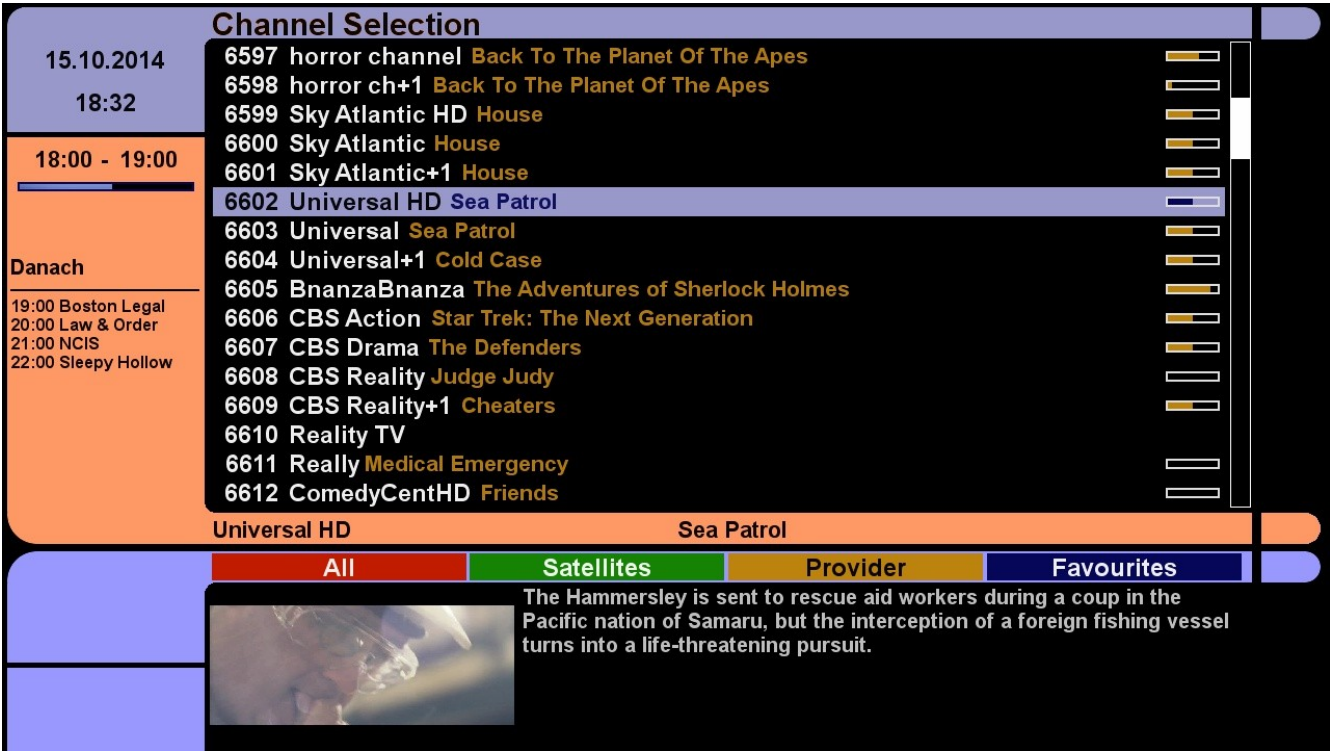 Channel Selection
15.10.2014
18:32
18:00 - 19:00
Danach
19:00 Boston Legal
20:00 Law & Order
21:00 NCIS
22:00 Sleepy Hollow
6597 horror channel Back To The Planet Of The Apes
6598 horror ch+1 Back To The Planet Of The Apes
6599 Sky Atlantic HD House
6600 Sky Atlantic House
6601 Sky Atlantic+1 House
6602 Universal HD Sea Patrol
6603 Universal Sea Patrol
6604 Universal+1 Cold Case
6605 BnanzaBnanza The Adventures of Sherlock Holmes
6606 CBS Action Star Trek: The Next Generation
6607 CBS Drama The Defenders
6608 CBS Reality Judge Judy
6609 CBS Reality+1 Cheaters
6610 Reality TV
6611 Really Medical Emergency
6612 ComedyCentHD Friends
Universal HD Sea Patrol
All Satellites Provider Favourites
The Hammersley is sent to rescue aid workers during a coup in the
Pacific nation of Samaru, but the interception of a foreign fishing vessel
turns into a life-threatening pursuit.